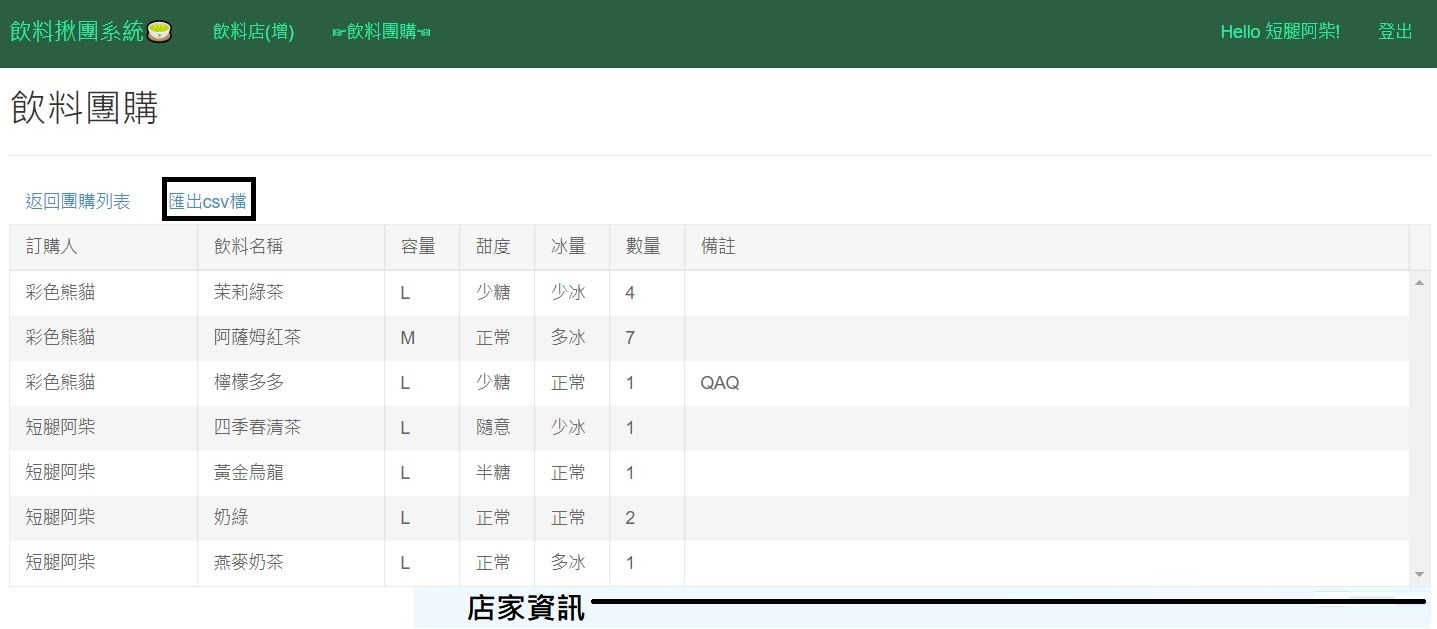 飲料揪團系統🍵 飲料店(增) ☞飲料團購☜ Hello 短腿阿柴! 登出
飲料團購
返回團購列表 匯出csv檔
訂購人 飲料名稱 容量 甜度 冰量 數量 備註
彩色熊貓 茉莉綠茶 L 少糖 少冰 4
彩色熊貓 阿薩姆紅茶 M 正常 多冰 7
彩色熊貓 檸檬多多 L 少糖 正常 1 QAQ
短腿阿柴 四季春清茶 L 隨意 少冰 1
短腿阿柴 黃金烏龍 L 半糖 正常 1
短腿阿柴 奶綠 L 正常 正常 2
短腿阿柴 燕麥奶茶 L 正常 多冰 1
店家資訊